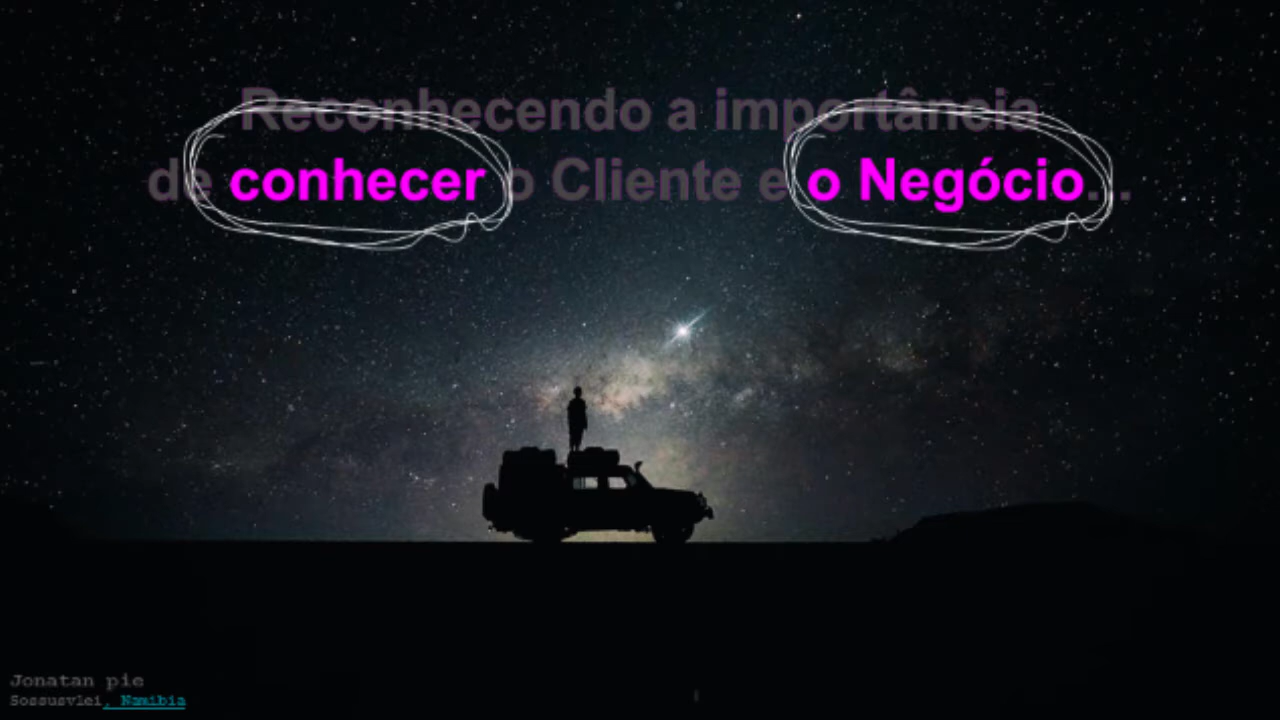 Reconhecendo a importância
de conhecer o Cliente e o Negócio...
Jonatan pie
Sossusvlei, Namibia